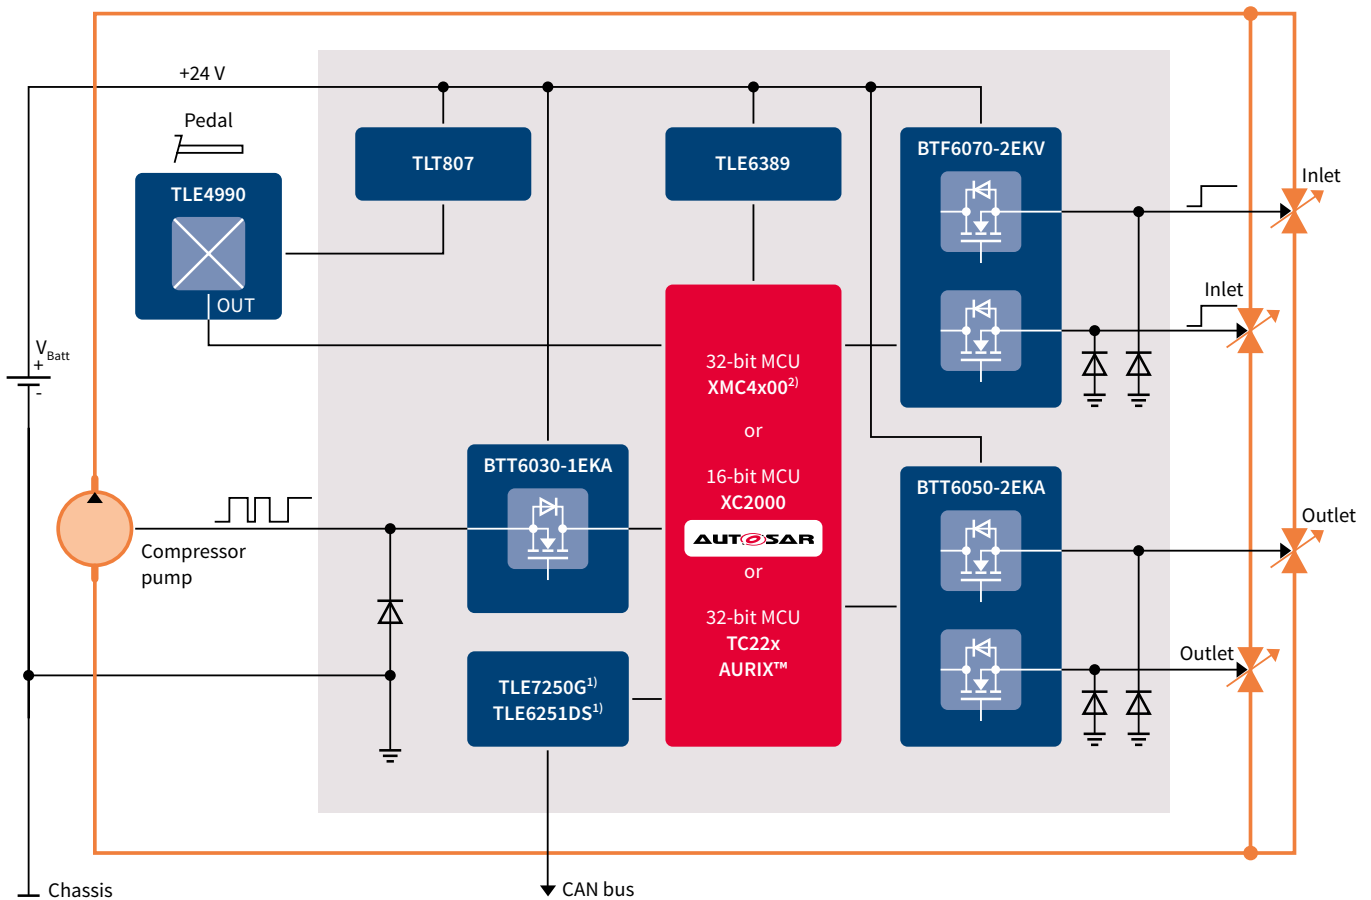 +24 V
Pedal
TLE4990
OUT
TLT807
TLE6389
BTF6070-2EKV
Inlet
Inlet
V_Batt
+
-
32-bit MCU
XMC4x00²⁾
or
16-bit MCU
XC2000
AUTOSAR
or
32-bit MCU
TC22x
AURIX™
BTT6030-1EKA
Compressor
pump
TLE7250G¹⁾
TLE6251DS¹⁾
BTT6050-2EKA
Outlet
Outlet
Chassis
CAN bus